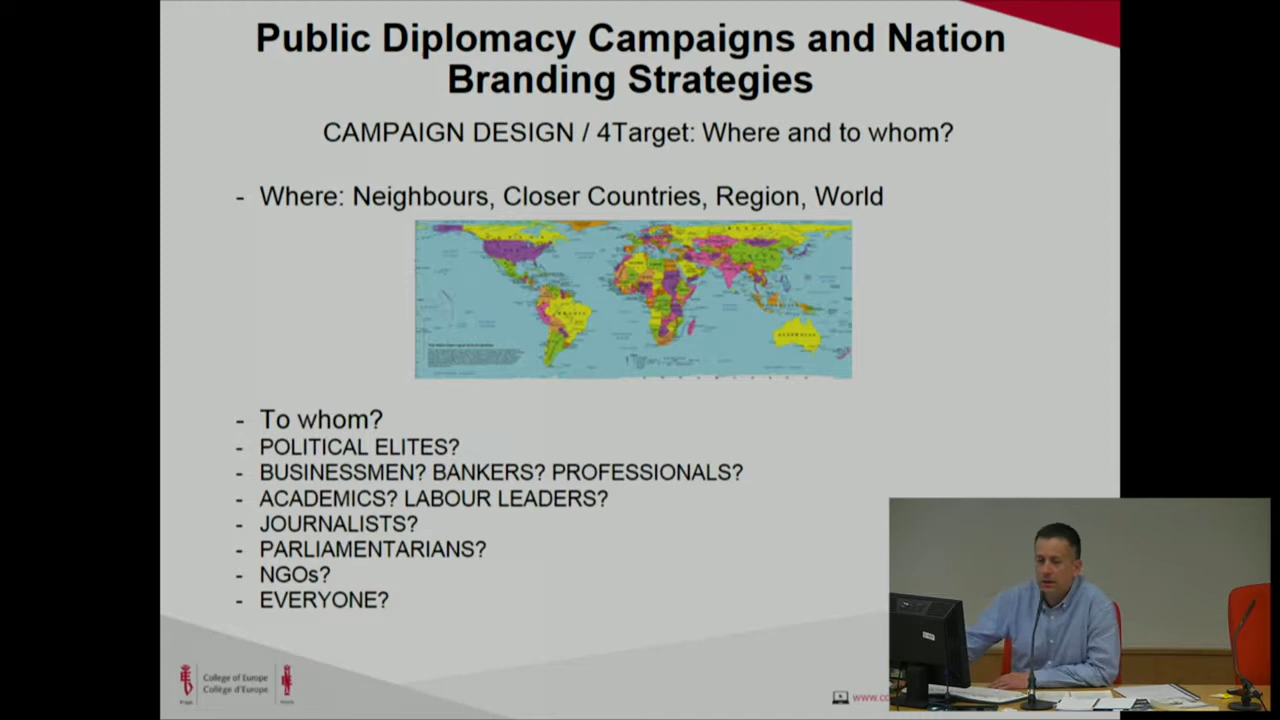 Public Diplomacy Campaigns and Nation
Branding Strategies
CAMPAIGN DESIGN / 4Target: Where and to whom?
- Where: Neighbours, Closer Countries, Region, World
- To whom?
- POLITICAL ELITES?
- BUSINESSMEN? BANKERS? PROFESSIONALS?
- ACADEMICS? LABOUR LEADERS?
- JOURNALISTS?
- PARLIAMENTARIANS?
- NGOs?
- EVERYONE?
College of Europe
Collège d'Europe